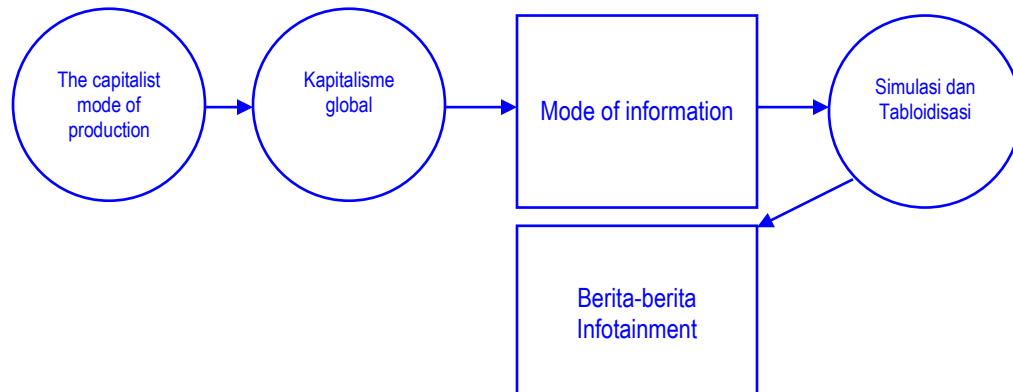 The capitalist
mode of
production
Kapitalisme
global
Mode of information
Simulasi dan
Tabloidisasi
Berita-berita
Infotainment